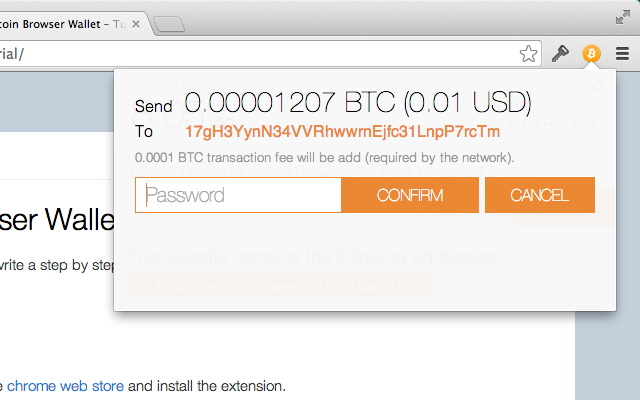 coin Browser Wallet – Tu
rial/
Send 0.00001207 BTC (0.01 USD)
To 17gH3YynN34VVRhwwrnEjfc31LnpP7rcTm
0.0001 BTC transaction fee will be add (required by the network).
Password CONFIRM CANCEL
ser Walle
write a step by step
This website contains the following addresses
e chrome web store and install the extension.